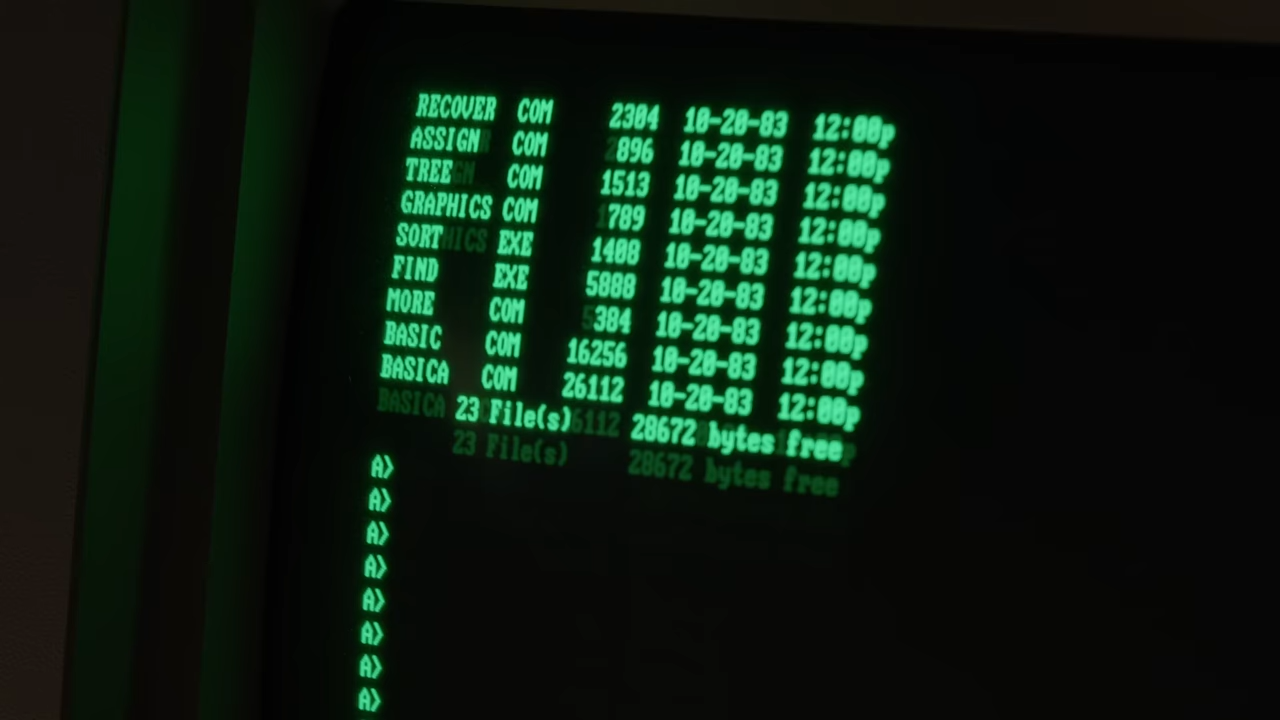 RECOVER COM 2304 10-20-83 12:00p
ASSIGN COM 896 10-20-83 12:00p
TREE COM 1513 10-20-83 12:00p
GRAPHICS COM 789 10-20-83 12:00p
SORT EXE 1408 10-20-83 12:00p
FIND EXE 5888 10-20-83 12:00p
MORE COM 384 10-20-83 12:00p
BASIC COM 16256 10-20-83 12:00p
BASICA COM 26112 10-20-83 12:00p
23 File(s) 28672 bytes free
A>
A>
A>
A>
A>
A>
A>
A>